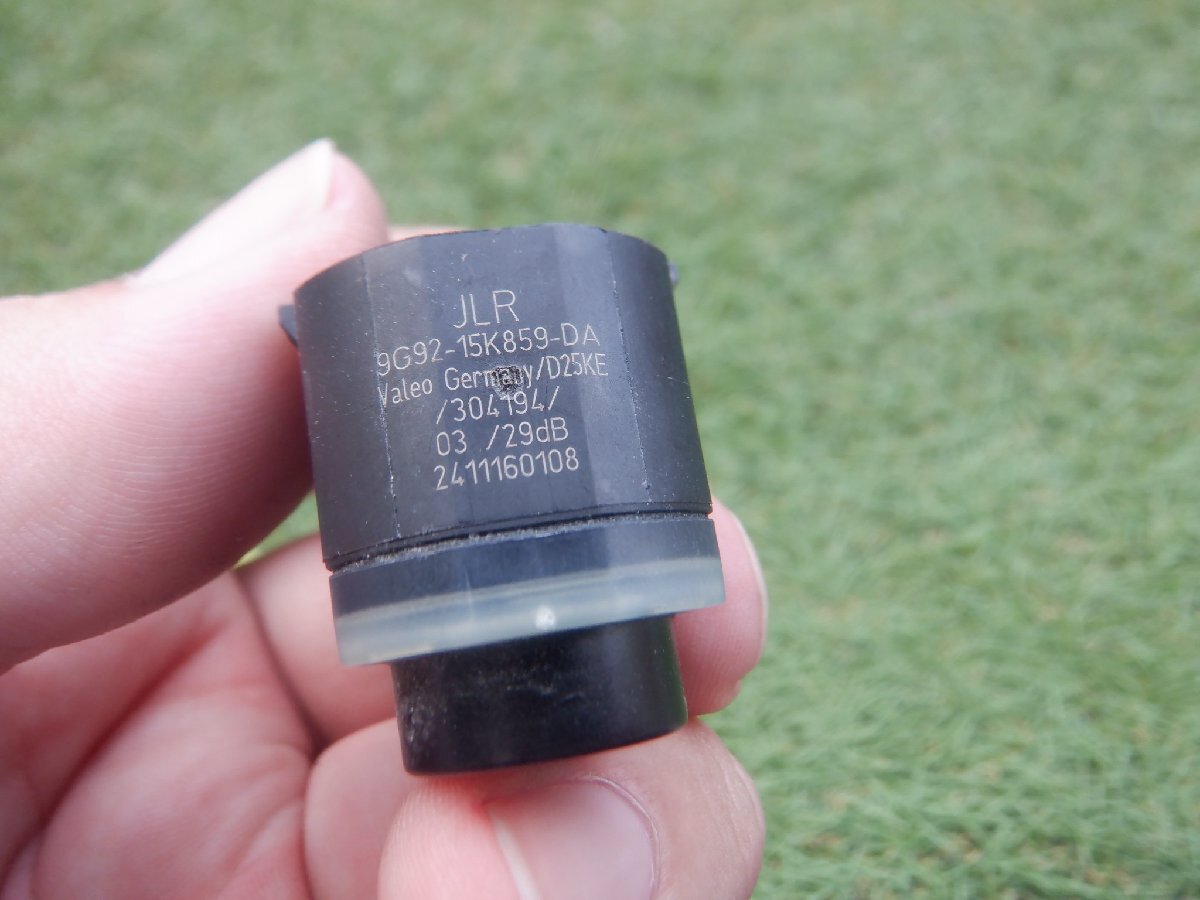 JLR
9G92-15K859-DA
Valeo Germany/D25KE
/304194/
03 /29dB
2411160108